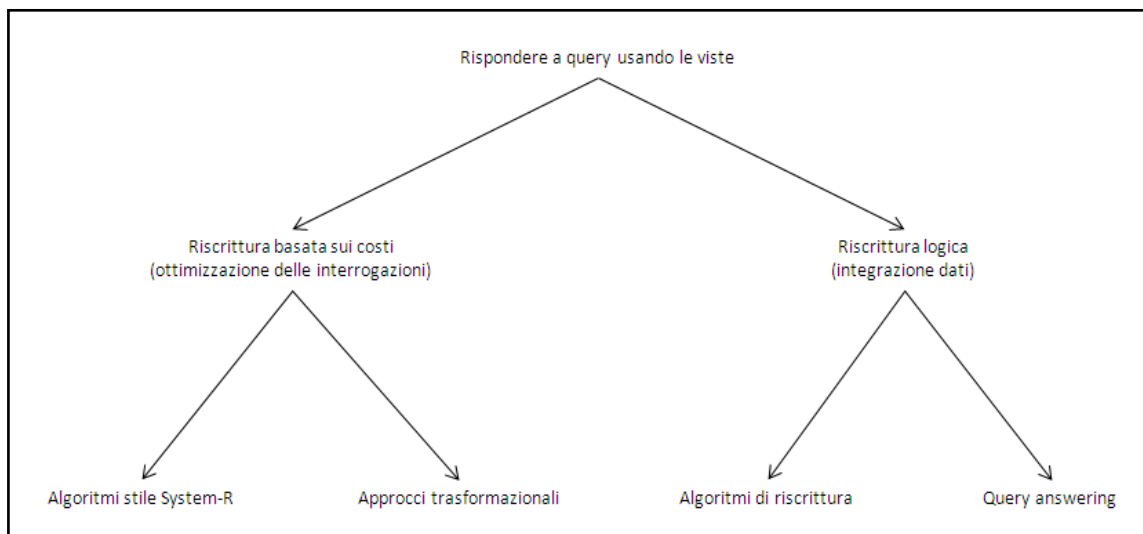 Rispondere a query usando le viste
Riscrittura basata sui costi
(ottimizzazione delle interrogazioni)
Riscrittura logica
(integrazione dati)
Algoritmi stile System-R
Approcci trasformazionali
Algoritmi di riscrittura
Query answering